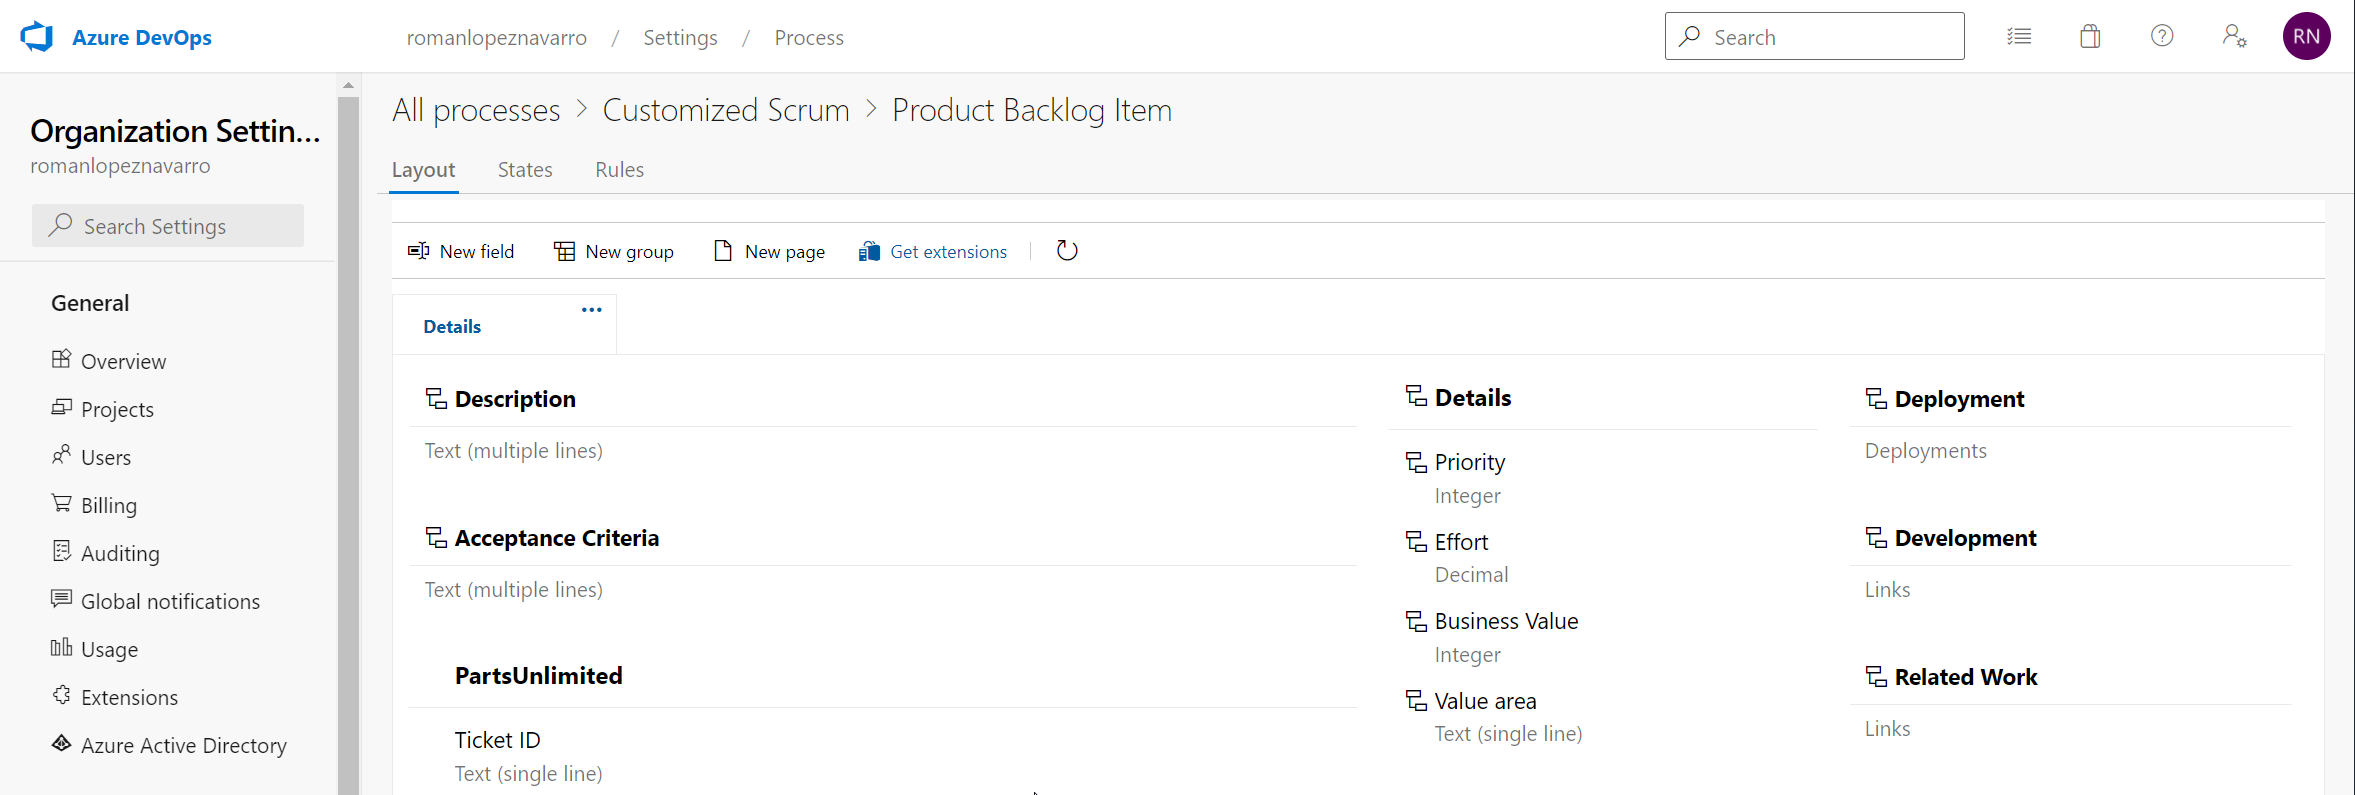 Azure DevOps
romanlopeznavarro / Settings / Process
Search
RN
Organization Settin...
romanlopeznavarro
Search Settings
General
Overview
Projects
Users
Billing
Auditing
Global notifications
Usage
Extensions
Azure Active Directory
All processes > Customized Scrum > Product Backlog Item
Layout States Rules
New field New group New page Get extensions
Details
Description
Text (multiple lines)
Acceptance Criteria
Text (multiple lines)
PartsUnlimited
Ticket ID
Text (single line)
Details
Priority
Integer
Effort
Decimal
Business Value
Integer
Value area
Text (single line)
Deployment
Deployments
Development
Links
Related Work
Links